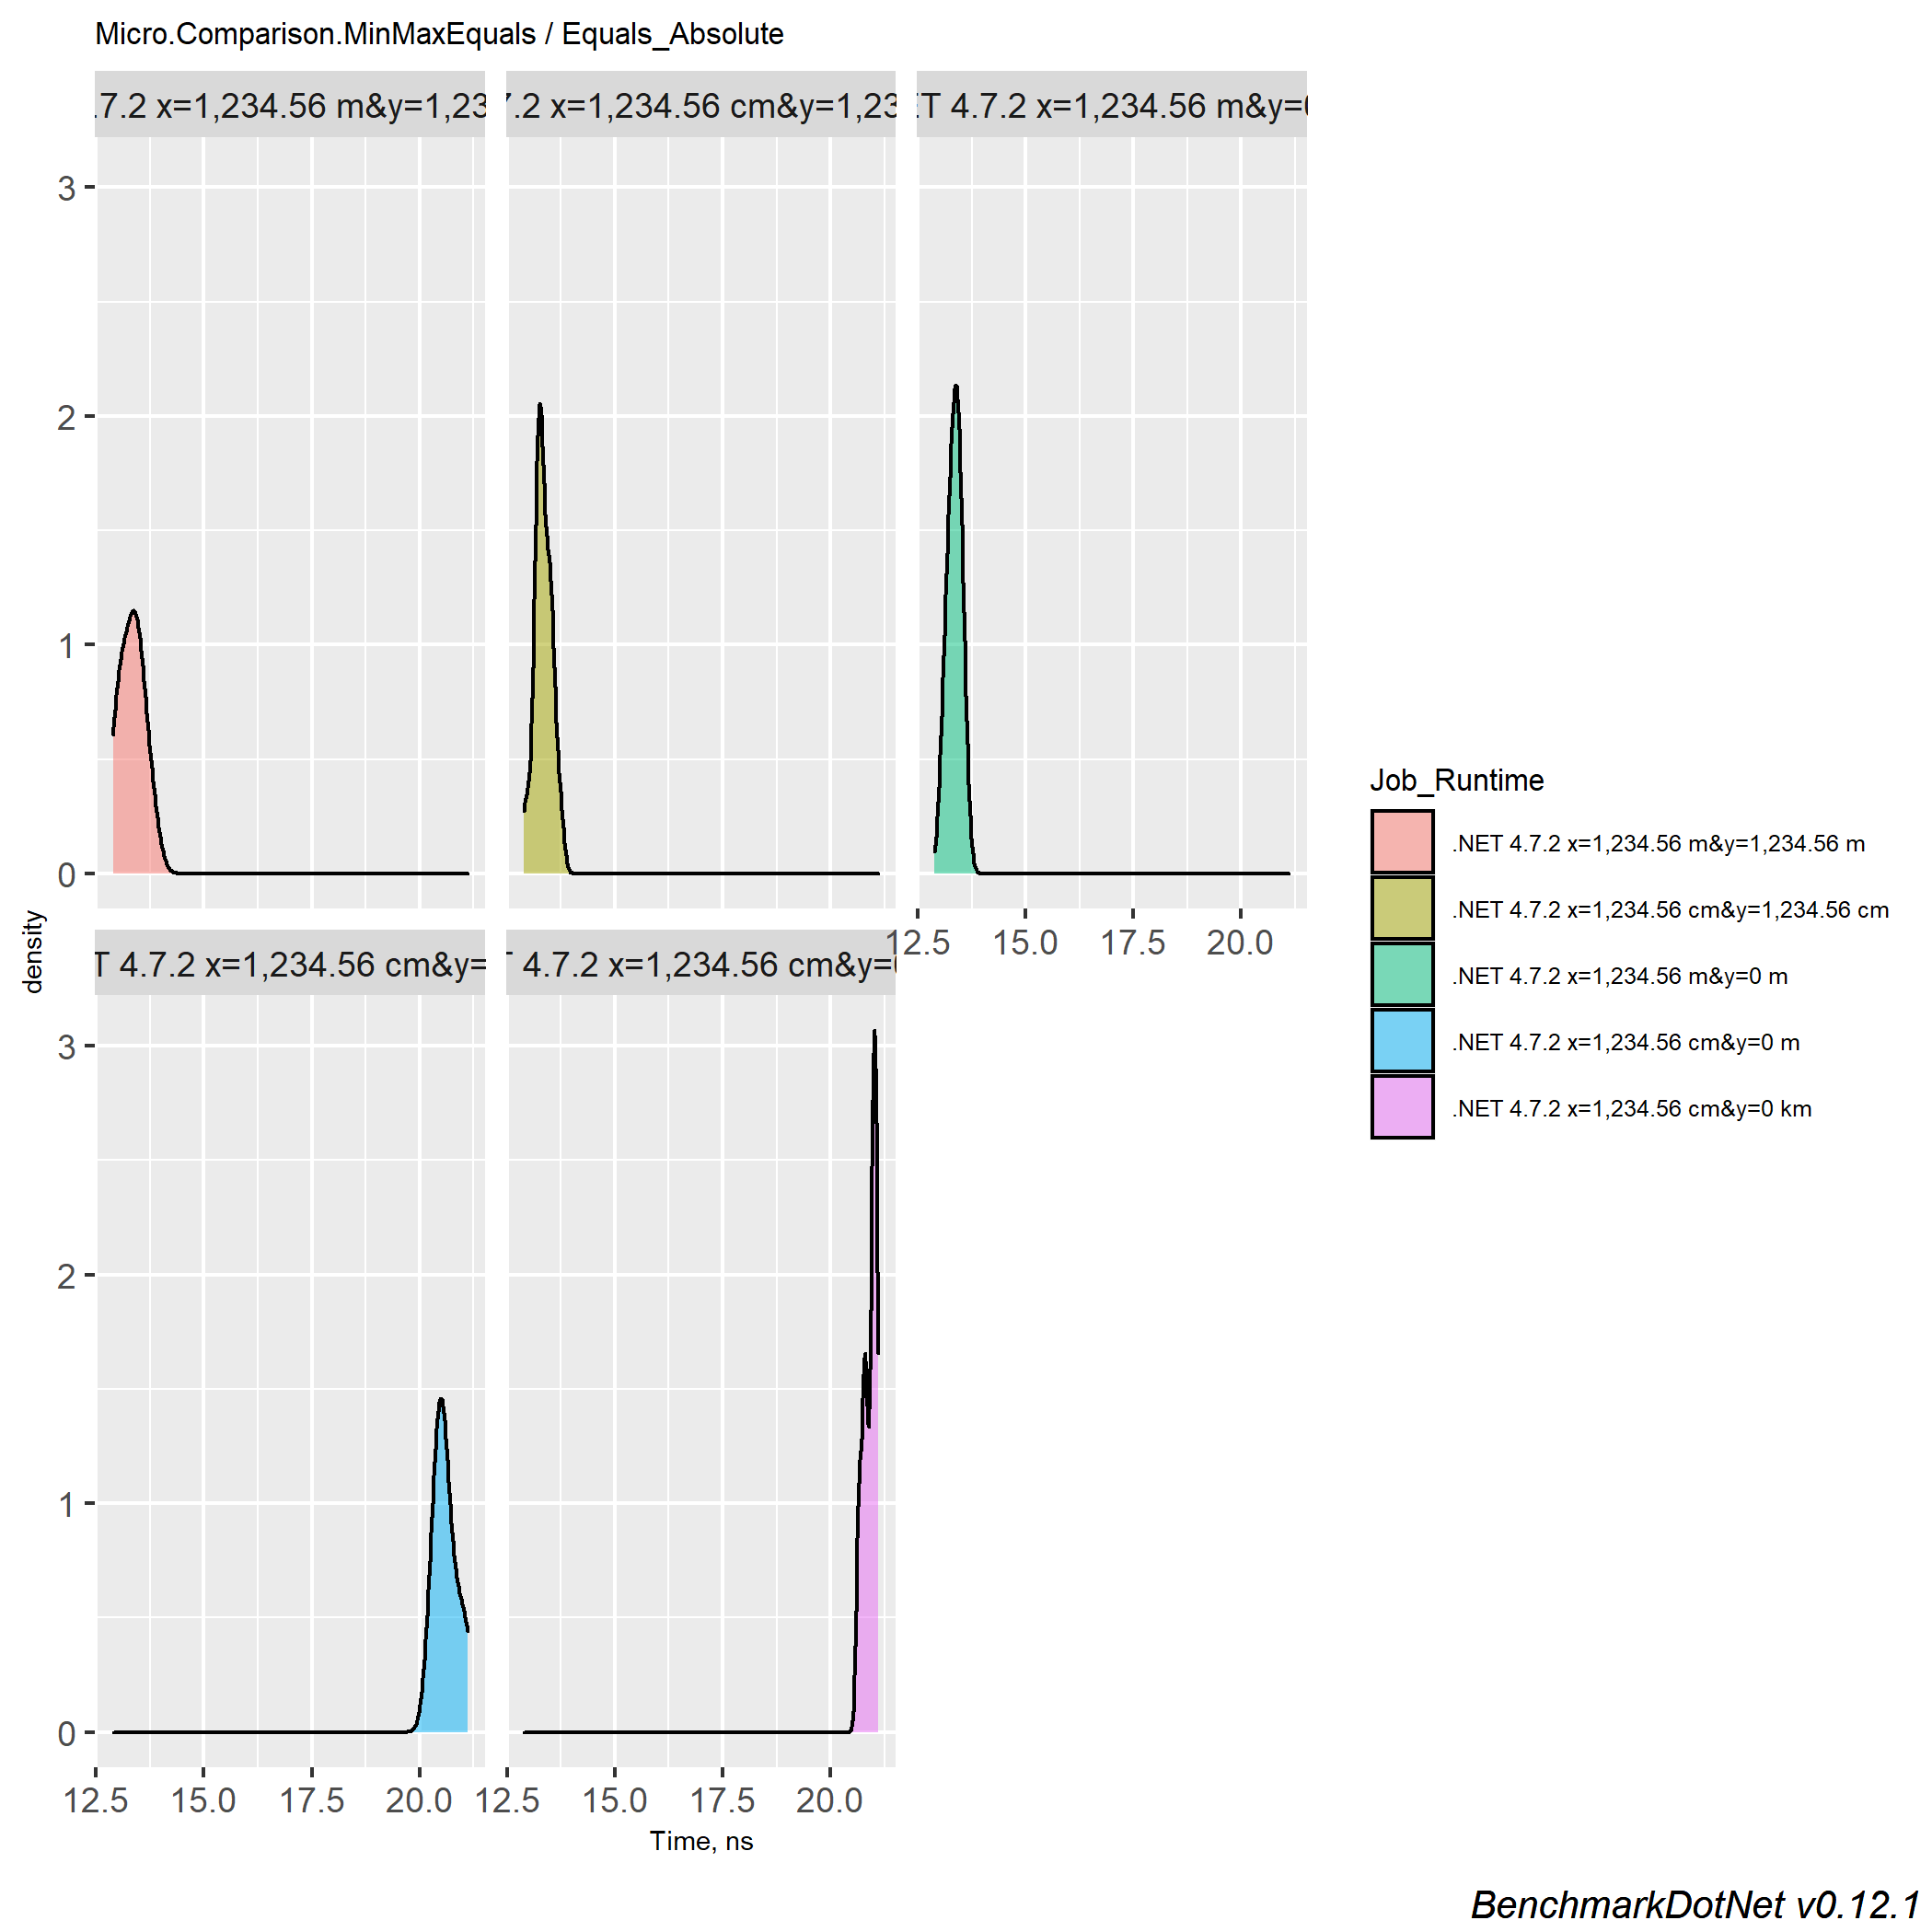 Micro.Comparison.MinMaxEquals / Equals_Absolute
.7.2 x=1,234.56 m&y=1,23
7.2 x=1,234.56 cm&y=1,23
ET 4.7.2 x=1,234.56 m&y=
3
2
1
0
12.5 15.0 17.5 20.0
T 4.7.2 x=1,234.56 cm&y=
T 4.7.2 x=1,234.56 cm&y=
3
2
1
0
12.5 15.0 17.5 20.0
12.5 15.0 17.5 20.0
density
Time, ns
Job_Runtime
.NET 4.7.2 x=1,234.56 m&y=1,234.56 m
.NET 4.7.2 x=1,234.56 cm&y=1,234.56 cm
.NET 4.7.2 x=1,234.56 m&y=0 m
.NET 4.7.2 x=1,234.56 cm&y=0 m
.NET 4.7.2 x=1,234.56 cm&y=0 km
BenchmarkDotNet v0.12.1